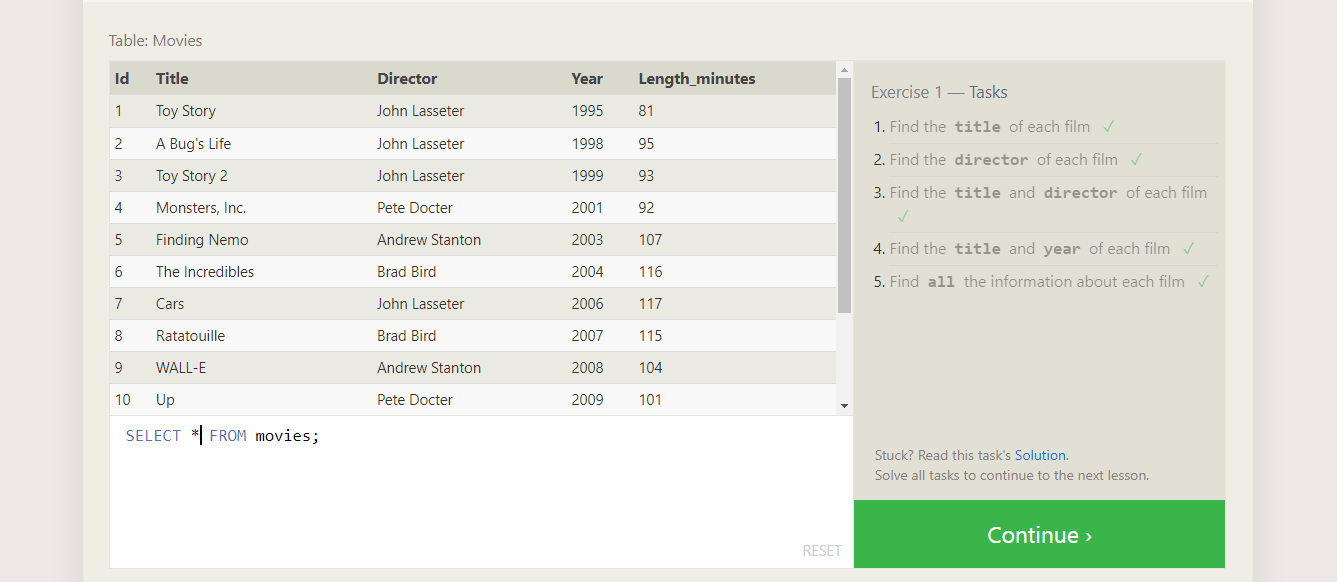 Table: Movies
Id Title Director Year Length_minutes
1 Toy Story John Lasseter 1995 81
2 A Bug's Life John Lasseter 1998 95
3 Toy Story 2 John Lasseter 1999 93
4 Monsters, Inc. Pete Docter 2001 92
5 Finding Nemo Andrew Stanton 2003 107
6 The Incredibles Brad Bird 2004 116
7 Cars John Lasseter 2006 117
8 Ratatouille Brad Bird 2007 115
9 WALL-E Andrew Stanton 2008 104
10 Up Pete Docter 2009 101
SELECT * FROM movies;
RESET
Exercise 1 — Tasks
1. Find the title of each film ✓
2. Find the director of each film ✓
3. Find the title and director of each film
✓
4. Find the title and year of each film ✓
5. Find all the information about each film ✓
Stuck? Read this task's Solution.
Solve all tasks to continue to the next lesson.
Continue ›